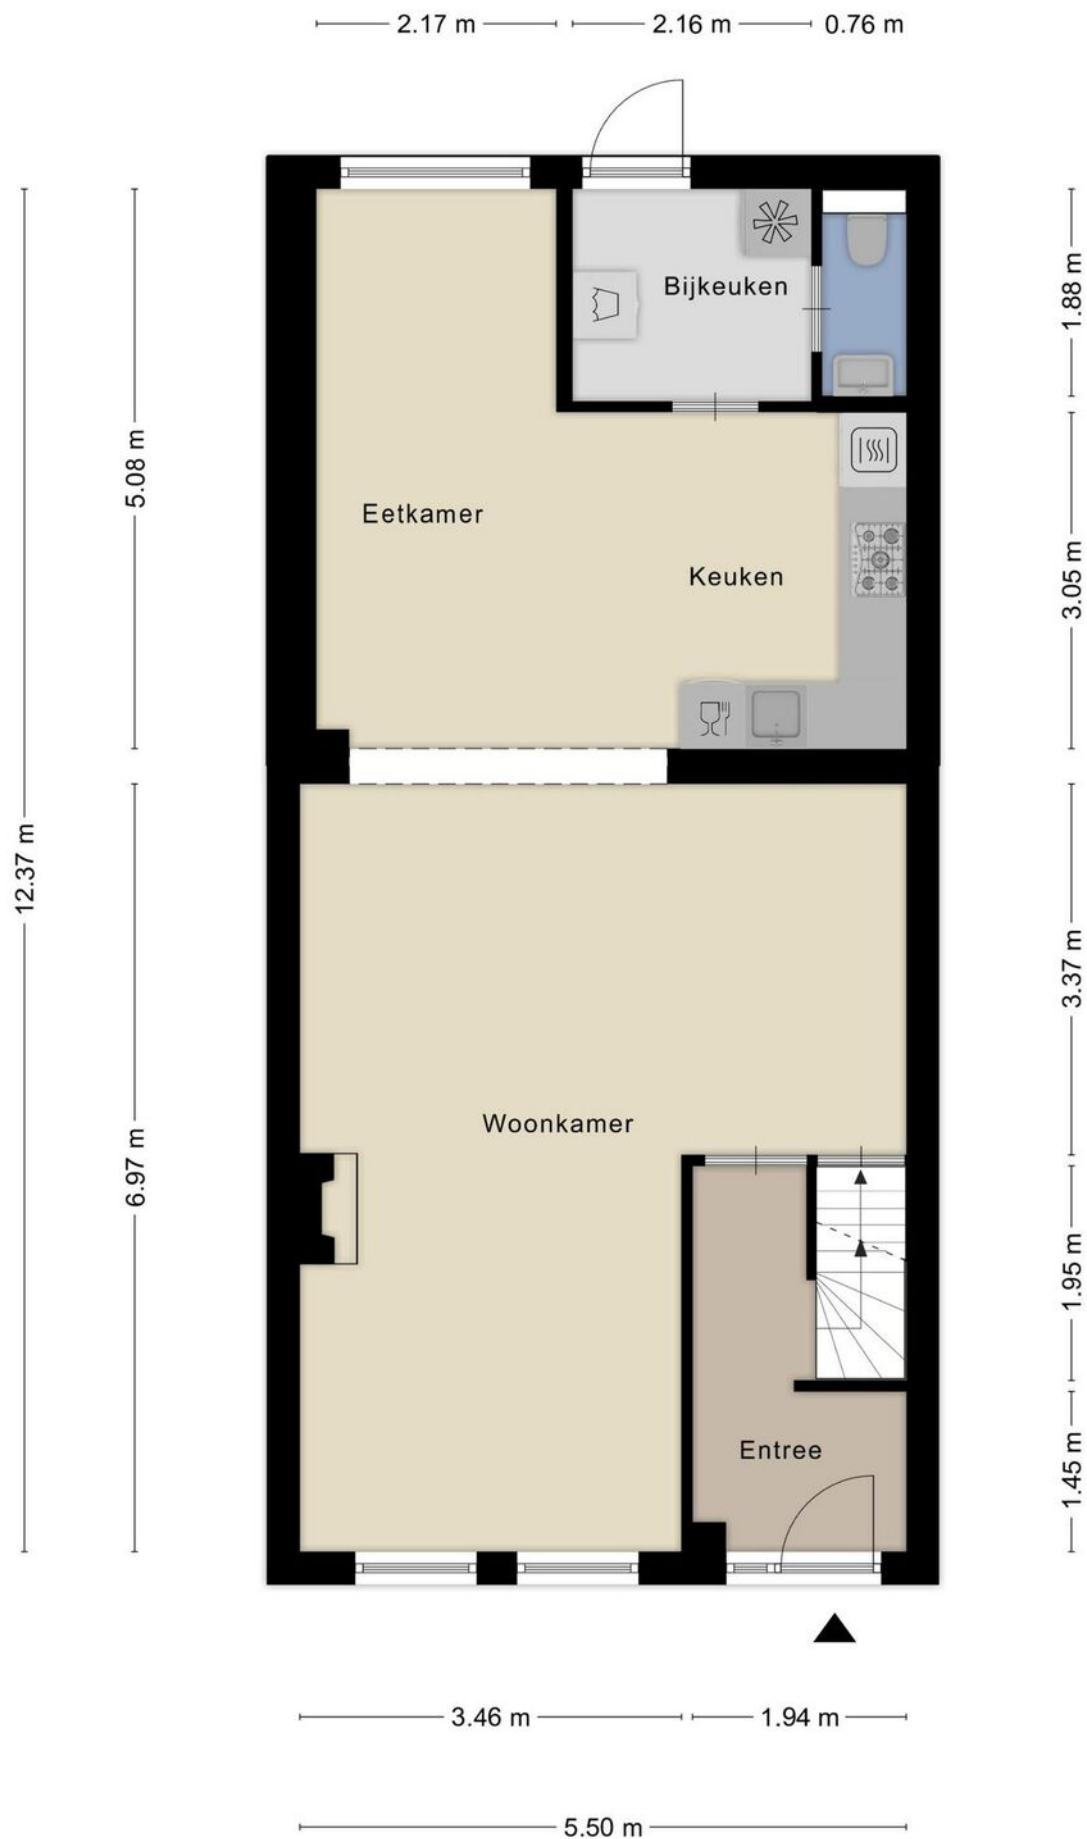 2.17 m 2.16 m 0.76 m
Bijkeuken
1.88 m
5.08 m
Eetkamer
Keuken
3.05 m
12.37 m
3.37 m
Woonkamer
6.97 m
1.95 m
Entree
1.45 m
3.46 m 1.94 m
5.50 m